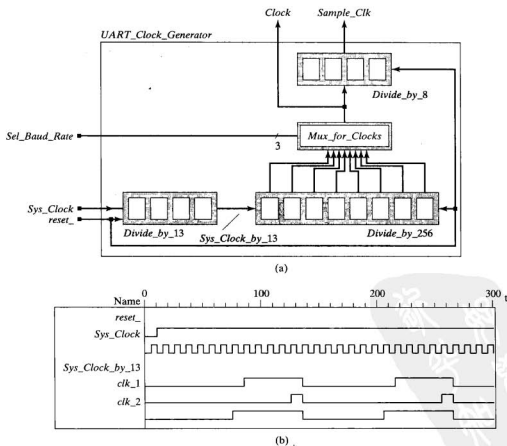 Clock Sample_Clk
UART_Clock_Generator
Divide_by_8
Sel_Baud_Rate
3
Mux_for_Clocks
Sys_Clock
reset_
Divide_by_13
Sys_Clock_by_13
Divide_by_256
(a)
Name 0 100 200 300 t
reset_
Sys_Clock
Sys_Clock_by_13
clk_1
clk_2
(b)